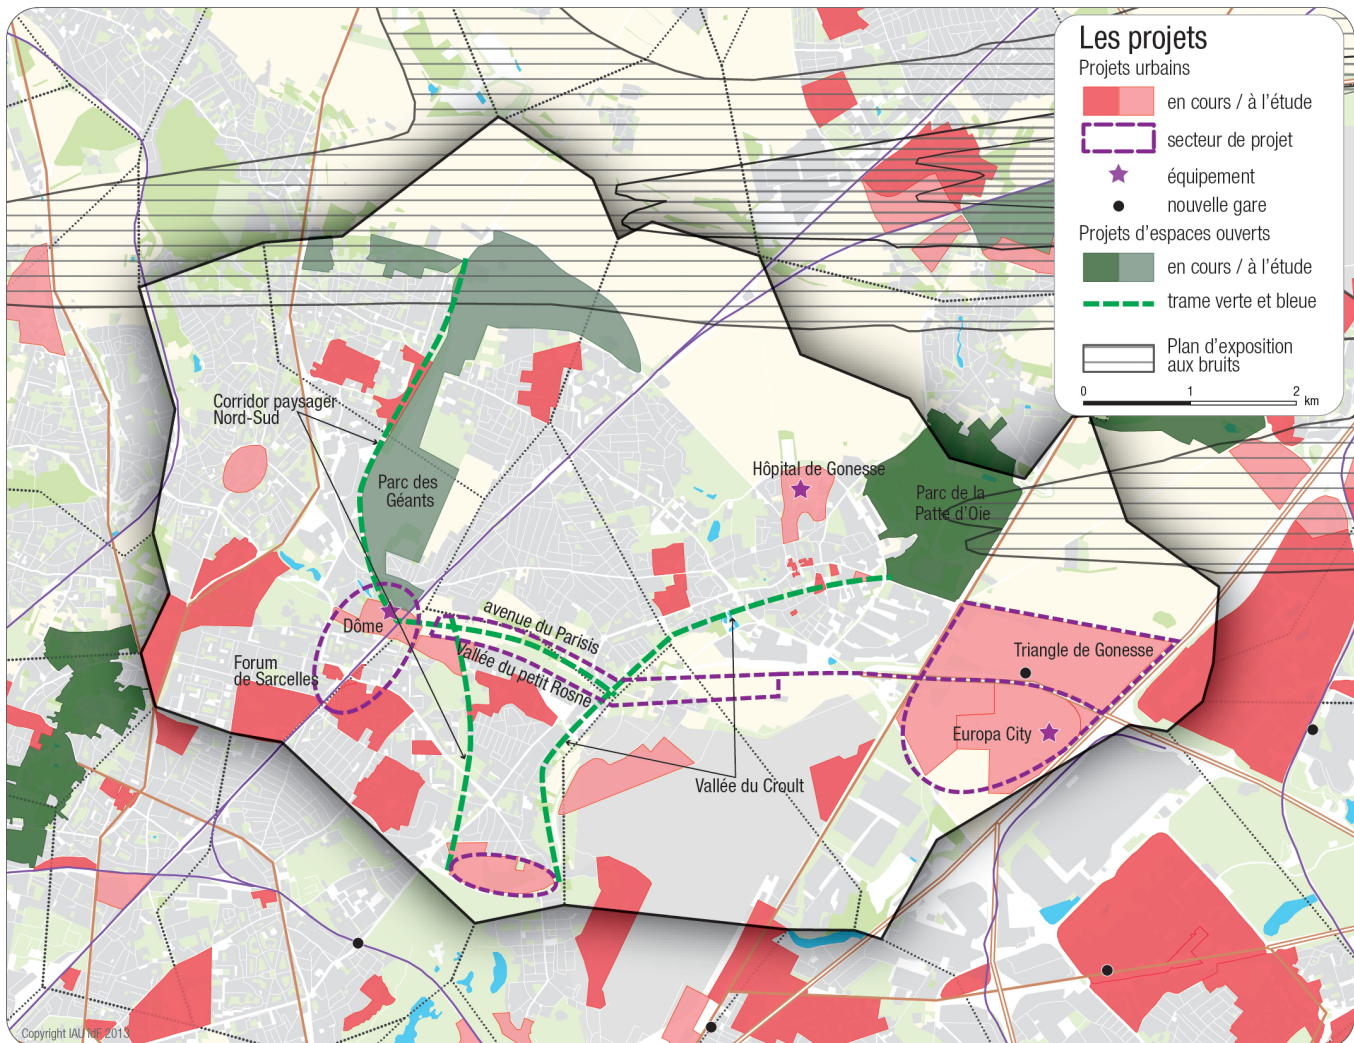 Les projets
Projets urbains
en cours / à l'étude
secteur de projet
équipement
nouvelle gare
Projets d'espaces ouverts
en cours / à l'étude
trame verte et bleue
Plan d'exposition
aux bruits
0 1 2
km
Corridor paysager
Nord-Sud
Parc des
Géants
Hôpital de Gonesse
Parc de la
Patte d'Oie
avenue du Parisis
Dôme
Vallée du petit Rosne
Forum
de Sarcelles
Triangle de Gonesse
Europa City
Vallée du Croult
Copyright IAU IdF 2013